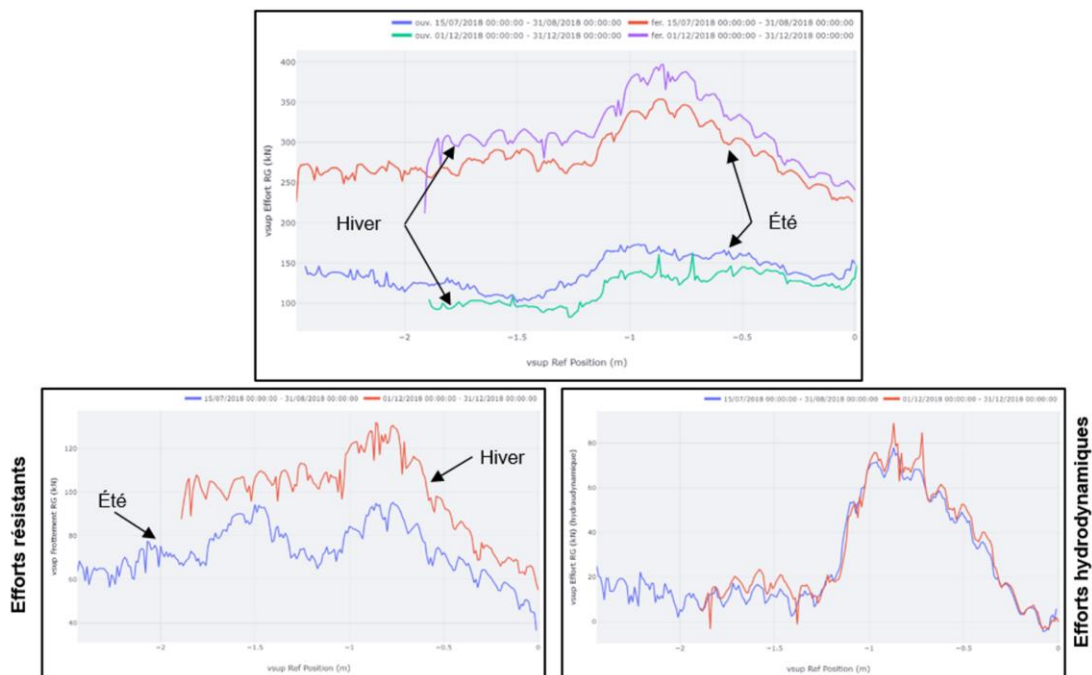 ouv. 15/07/2018 00:00:00 - 31/08/2018 00:00:00 fer. 15/07/2018 00:00:00 - 31/08/2018 00:00:00
ouv. 01/12/2018 00:00:00 - 31/12/2018 00:00:00 fer. 01/12/2018 00:00:00 - 31/12/2018 00:00:00
vsup Effort RG (kN)
400
350
300
250
200
150
100
Hiver
Été
−2 −1.5 −1 −0.5 0
vsup Ref Position (m)
Efforts résistants
15/07/2018 00:00:00 - 31/08/2018 00:00:00 01/12/2018 00:00:00 - 31/12/2018 00:00:00
vsup Frottement RG (kN)
120
100
80
60
40
Été
Hiver
−2 −1.5 −1 −0.5 0
vsup Ref Position (m)
15/07/2018 00:00:00 - 31/08/2018 00:00:00 01/12/2018 00:00:00 - 31/12/2018 00:00:00
vsup Effort RG (kN) (hydraudynamique)
80
60
40
20
0
−2 −1.5 −1 −0.5 0
vsup Ref Position (m)
Efforts hydrodynamiques